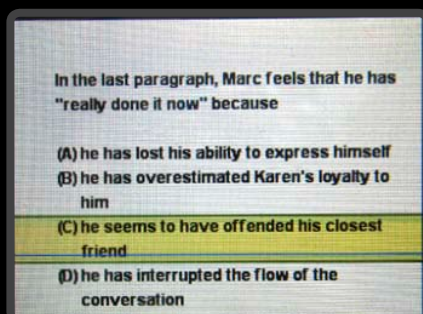 In the last paragraph, Marc feels that he has
"really done it now" because
(A) he has lost his ability to express himself
(B) he has overestimated Karen's loyalty to
him
(C) he seems to have offended his closest
friend
(D) he has interrupted the flow of the
conversation